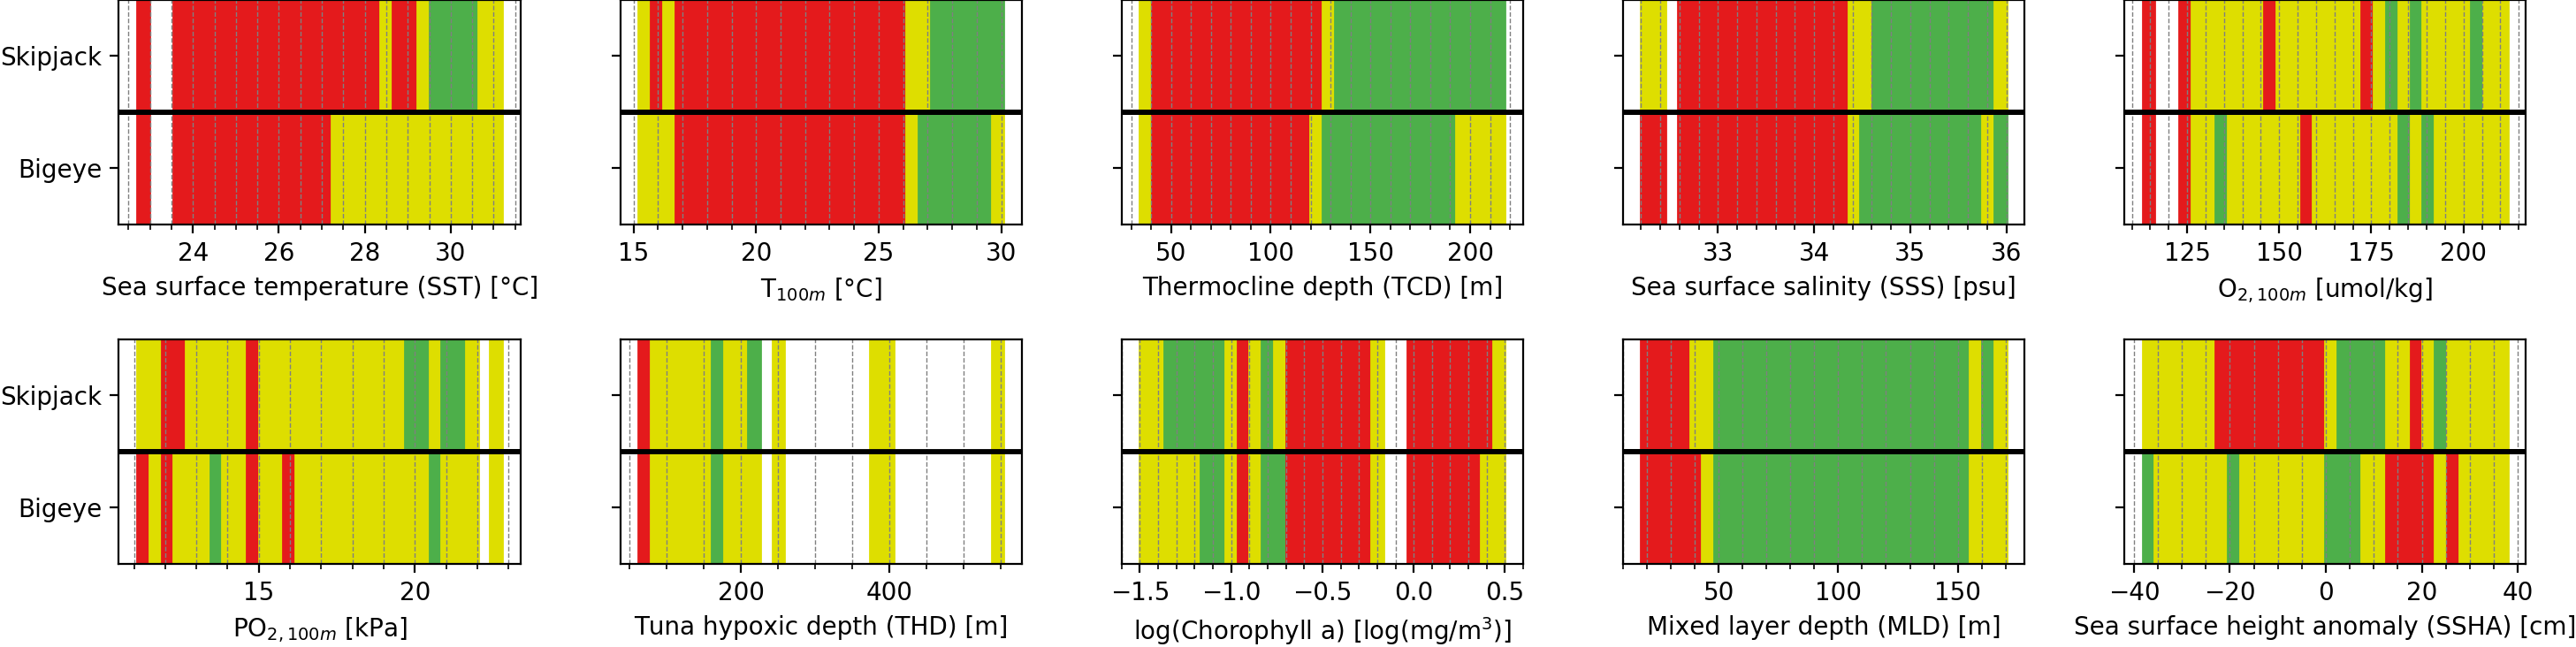 Skipjack
Bigeye
24 26 28 30
Sea surface temperature (SST) [°C]
15 20 25 30
T100m [°C]
50 100 150 200
Thermocline depth (TCD) [m]
33 34 35 36
Sea surface salinity (SSS) [psu]
125 150 175 200
O2, 100m [umol/kg]
Skipjack
Bigeye
15 20
PO2, 100m [kPa]
200 400
Tuna hypoxic depth (THD) [m]
−1.5 −1.0 −0.5 0.0 0.5
log(Chorophyll a) [log(mg/m³)]
50 100 150
Mixed layer depth (MLD) [m]
−40 −20 0 20 40
Sea surface height anomaly (SSHA) [cm]